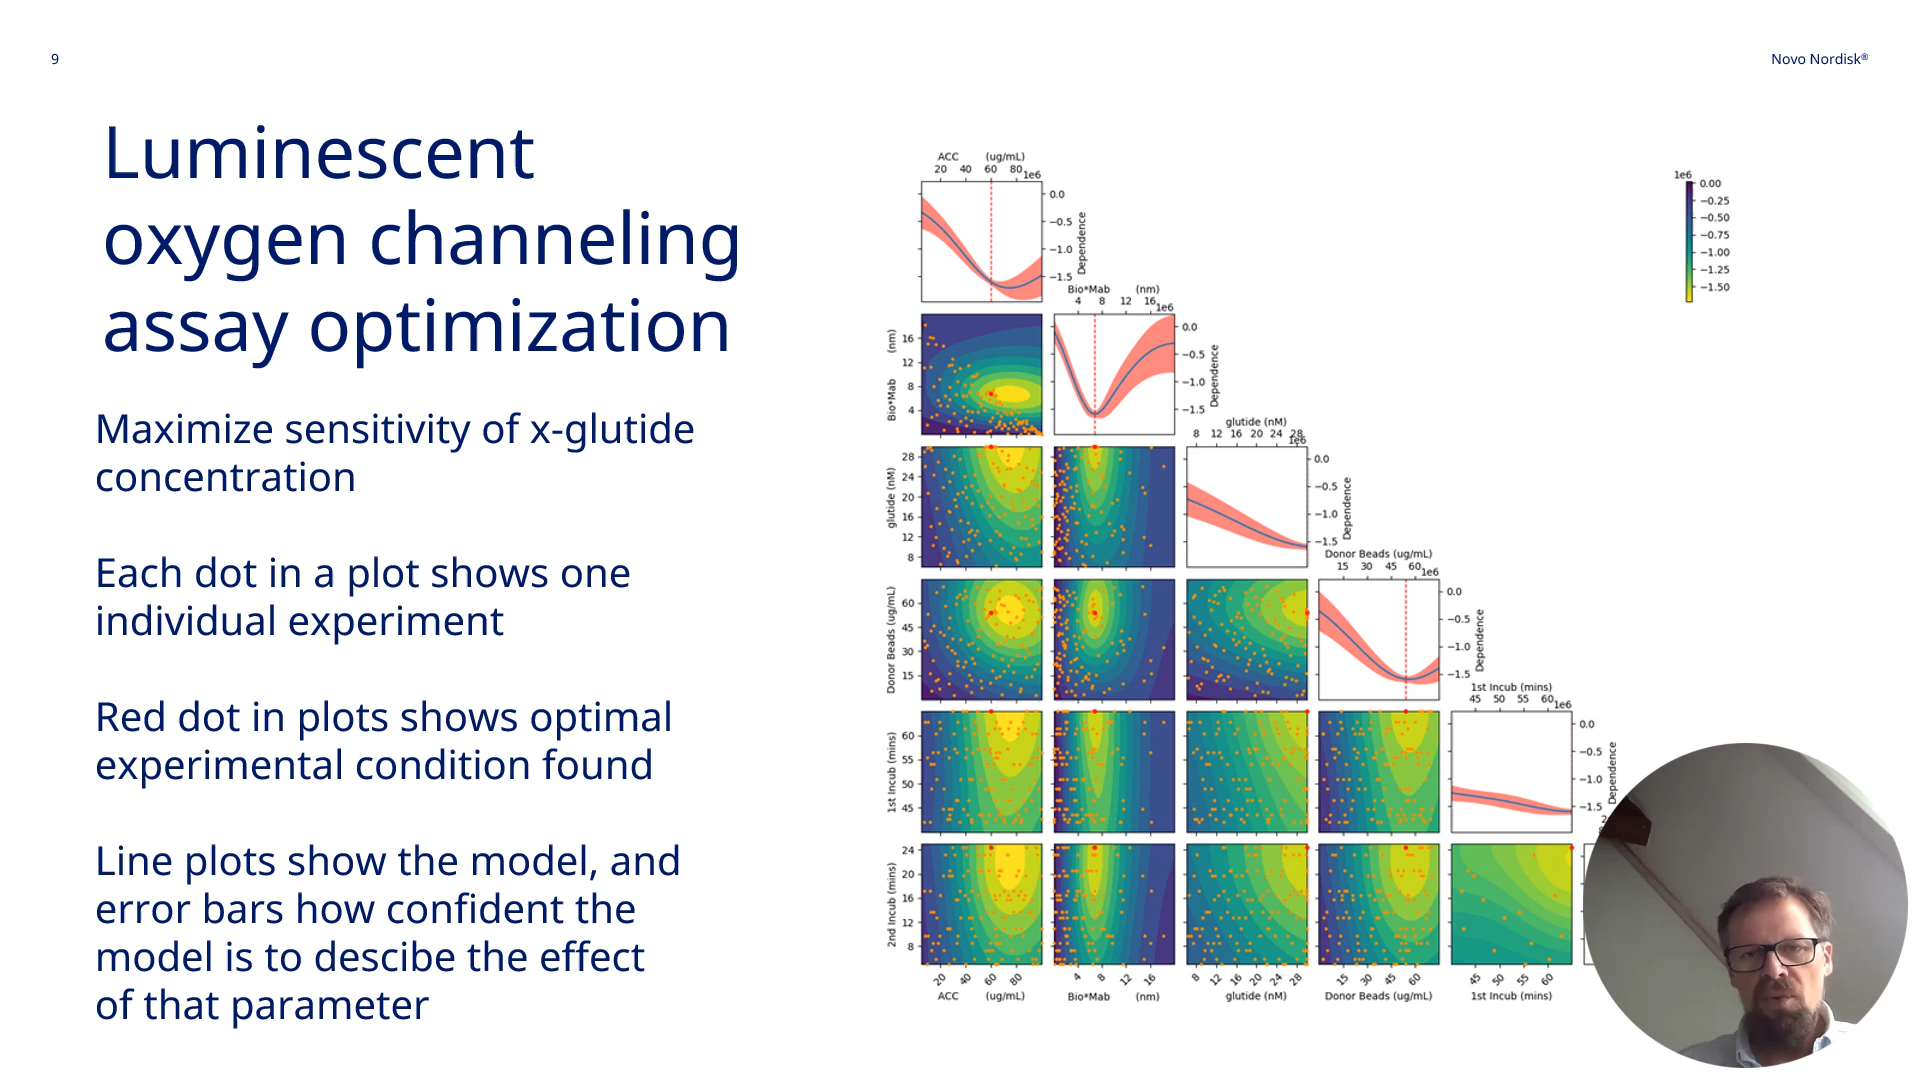 9
Novo Nordisk®
Luminescent
oxygen channeling
assay optimization
Maximize sensitivity of x-glutide
concentration
Each dot in a plot shows one
individual experiment
Red dot in plots shows optimal
experimental condition found
Line plots show the model, and
error bars how confident the
model is to descibe the effect
of that parameter
ACC (ug/mL)
20 40 60 80
1e6
0.0
−0.5
−1.0
−1.5
Dependence
1e6
0.00
−0.25
−0.50
−0.75
−1.00
−1.25
−1.50
Bio*Mab (nm)
4 8 12 16
1e6
Bio*Mab (nm)
16
12
8
4
0.0
−0.5
−1.0
−1.5
Dependence
glutide (nM)
8 12 16 20 24 28
1e6
glutide (nM)
28
24
20
16
12
8
0.0
−0.5
−1.0
−1.5
Dependence
Donor Beads (ug/mL)
15 30 45 60
1e6
Donor Beads (ug/mL)
60
45
30
15
0.0
−0.5
−1.0
−1.5
Dependence
1st Incub (mins)
45 50 55 60
1e6
1st Incub (mins)
60
55
50
45
0.0
−0.5
−1.0
−1.5
Dependence
2nd Incub (mins)
24
20
16
12
8
20 40 60 80
4 8 12 16
8 12 16 20 24 28
15 30 45 60
45 50 55 60
ACC (ug/mL)
Bio*Mab (nm)
glutide (nM)
Donor Beads (ug/mL)
1st Incub (mins)